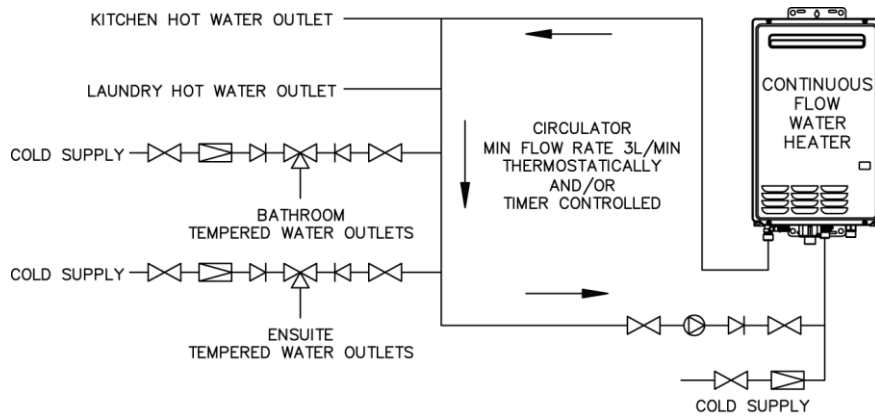 KITCHEN HOT WATER OUTLET
LAUNDRY HOT WATER OUTLET
COLD SUPPLY
BATHROOM
TEMPERED WATER OUTLETS
COLD SUPPLY
ENSUITE
TEMPERED WATER OUTLETS
CIRCULATOR
MIN FLOW RATE 3L/MIN
THERMOSTATICALLY
AND/OR
TIMER CONTROLLED
CONTINUOUS
FLOW
WATER
HEATER
COLD SUPPLY